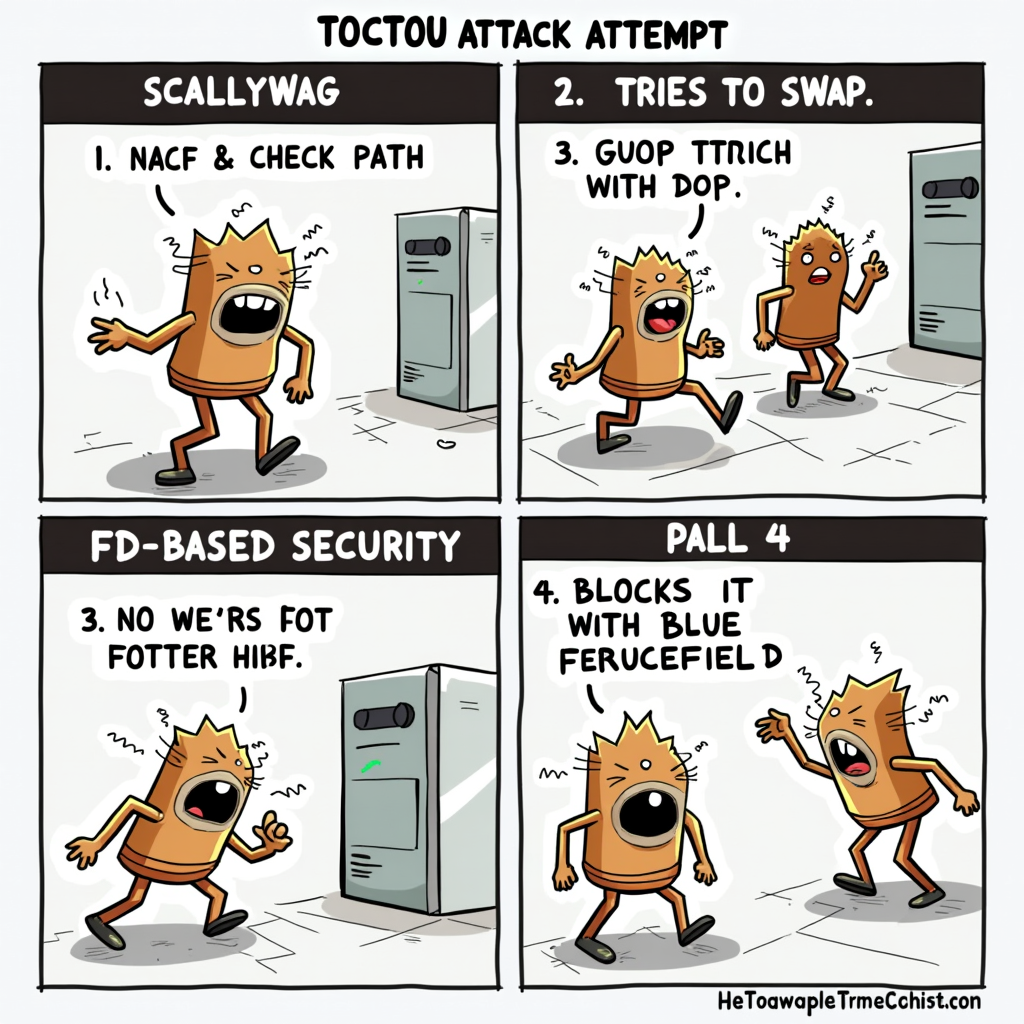 TOCTOU ATTACK ATTEMPT
SCALLYWAG
1. NACF & CHECK PATH
2. TRIES TO SWAP.
3. GUOP TTRICH
WITH DOP.
FD-BASED SECURITY
3. NO WE'RS FOT
FOTTER HIBF.
PALL 4
4. BLOCKS IT
WITH BLUE
FERUCEFIELD
HeToawapleTrmeCchist.con